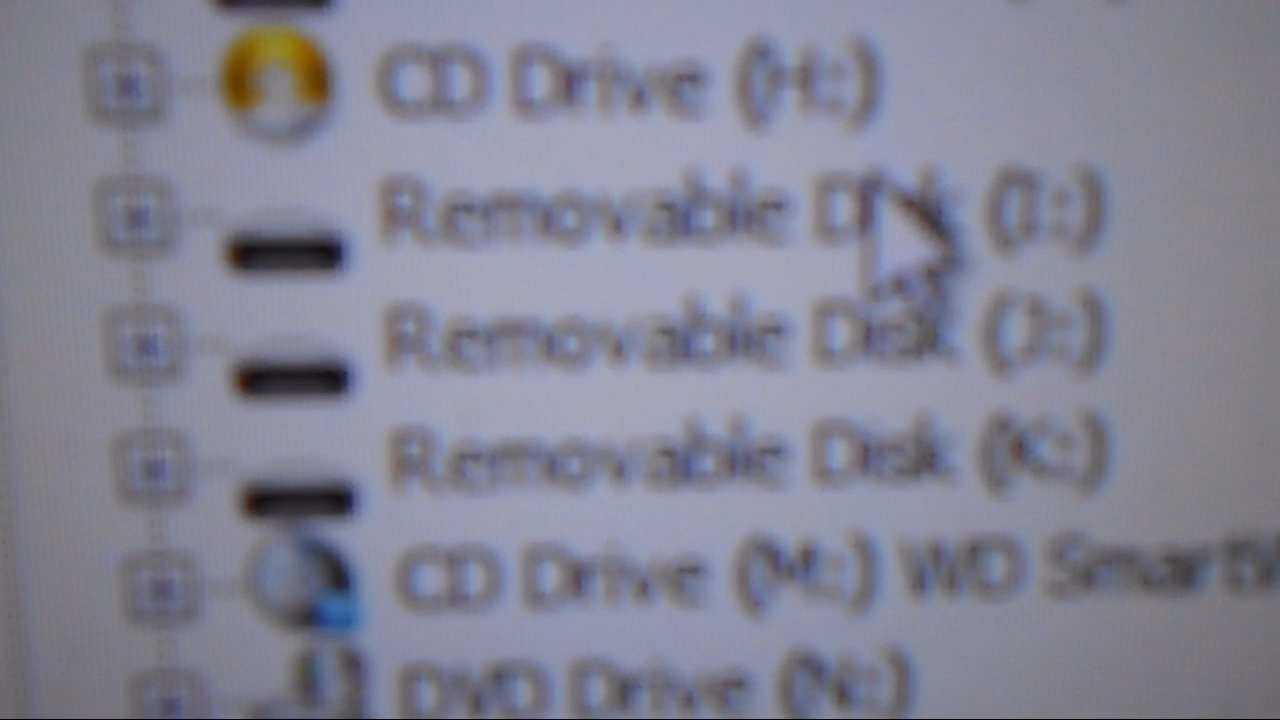 CD Drive (H:)
Removable Disk (I:)
Removable Disk (J:)
Removable Disk (K:)
CD Drive (M:) WD
DVD Drive (N:)